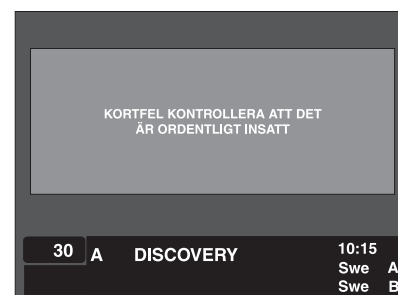 KORTFEL KONTROLLERA ATT DET
ÄR ORDENTLIGT INSATT
30 A DISCOVERY 10:15
Swe A
Swe B